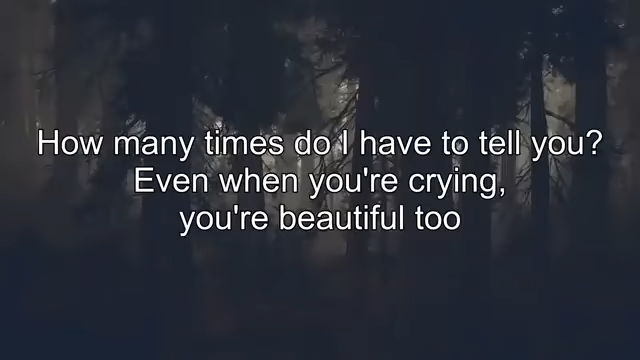 How many times do I have to tell you?
Even when you're crying,
you're beautiful too